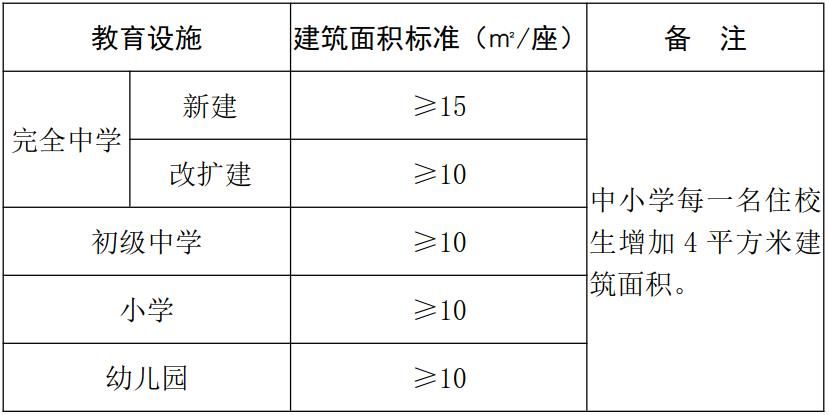 教育设施 建筑面积标准（㎡/座） 备 注
完全中学 新建 ≥15
改扩建 ≥10
初级中学 ≥10
小学 ≥10
幼儿园 ≥10
中小学每一名住校
生增加 4 平方米建
筑面积。